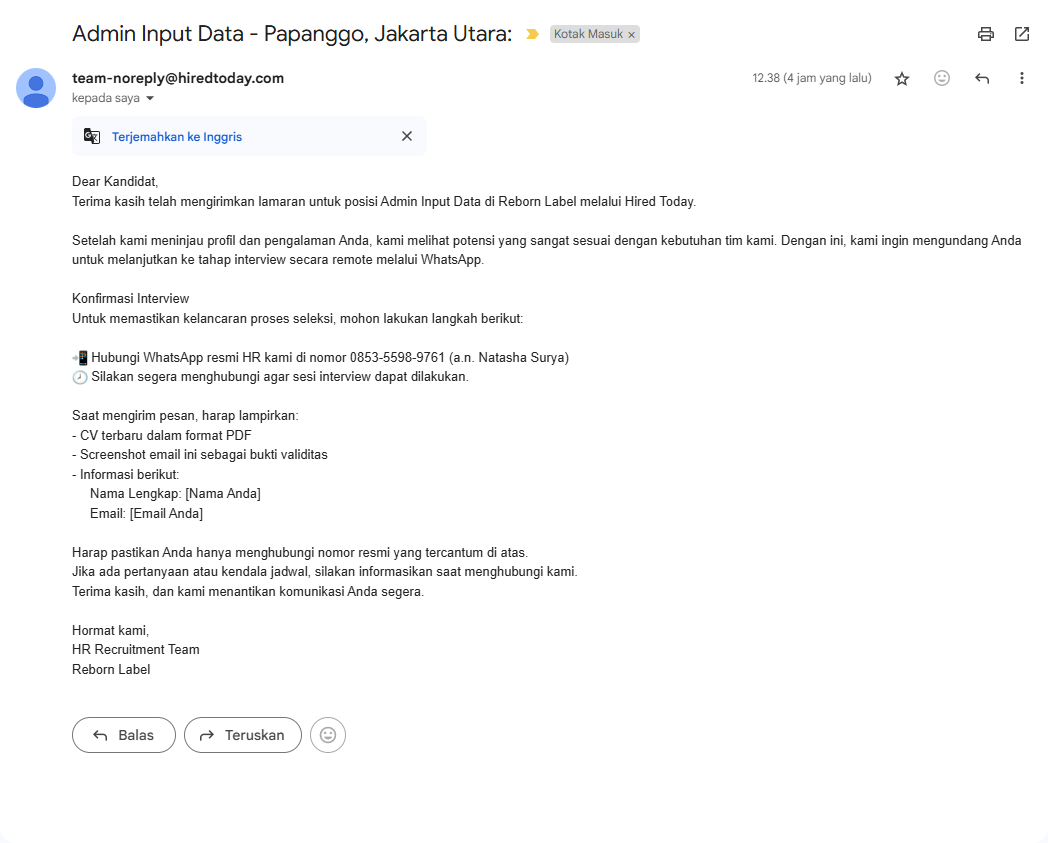 Admin Input Data - Papanggo, Jakarta Utara:
Kotak Masuk ×
team-noreply@hiredtoday.com
12.38 (4 jam yang lalu)
kepada saya
Terjemahkan ke Inggris
Dear Kandidat,
Terima kasih telah mengirimkan lamaran untuk posisi Admin Input Data di Reborn Label melalui Hired Today.
Setelah kami meninjau profil dan pengalaman Anda, kami melihat potensi yang sangat sesuai dengan kebutuhan tim kami. Dengan ini, kami ingin mengundang Anda
untuk melanjutkan ke tahap interview secara remote melalui WhatsApp.
Konfirmasi Interview
Untuk memastikan kelancaran proses seleksi, mohon lakukan langkah berikut:
📲 Hubungi WhatsApp resmi HR kami di nomor 0853-5598-9761 (a.n. Natasha Surya)
🕗 Silakan segera menghubungi agar sesi interview dapat dilakukan.
Saat mengirim pesan, harap lampirkan:
- CV terbaru dalam format PDF
- Screenshot email ini sebagai bukti validitas
- Informasi berikut:
Nama Lengkap: [Nama Anda]
Email: [Email Anda]
Harap pastikan Anda hanya menghubungi nomor resmi yang tercantum di atas.
Jika ada pertanyaan atau kendala jadwal, silakan informasikan saat menghubungi kami.
Terima kasih, dan kami menantikan komunikasi Anda segera.
Hormat kami,
HR Recruitment Team
Reborn Label
Balas
Teruskan